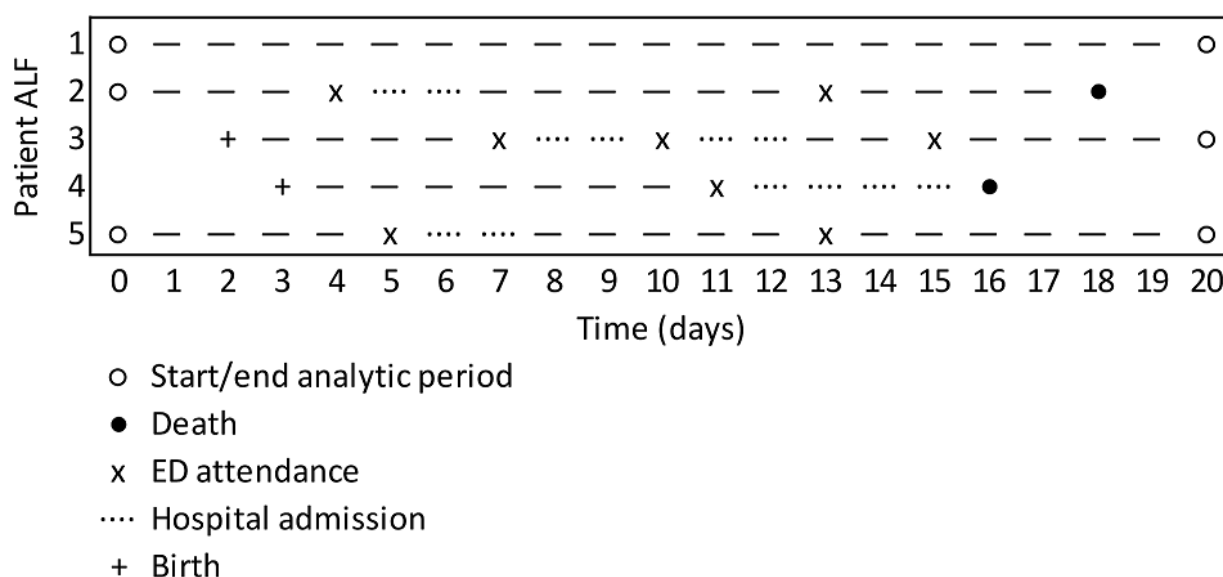 Patient ALF
1
2
3
4
5
0 1 2 3 4 5 6 7 8 9 10 11 12 13 14 15 16 17 18 19 20
Time (days)
Start/end analytic period
Death
x ED attendance
Hospital admission
+ Birth